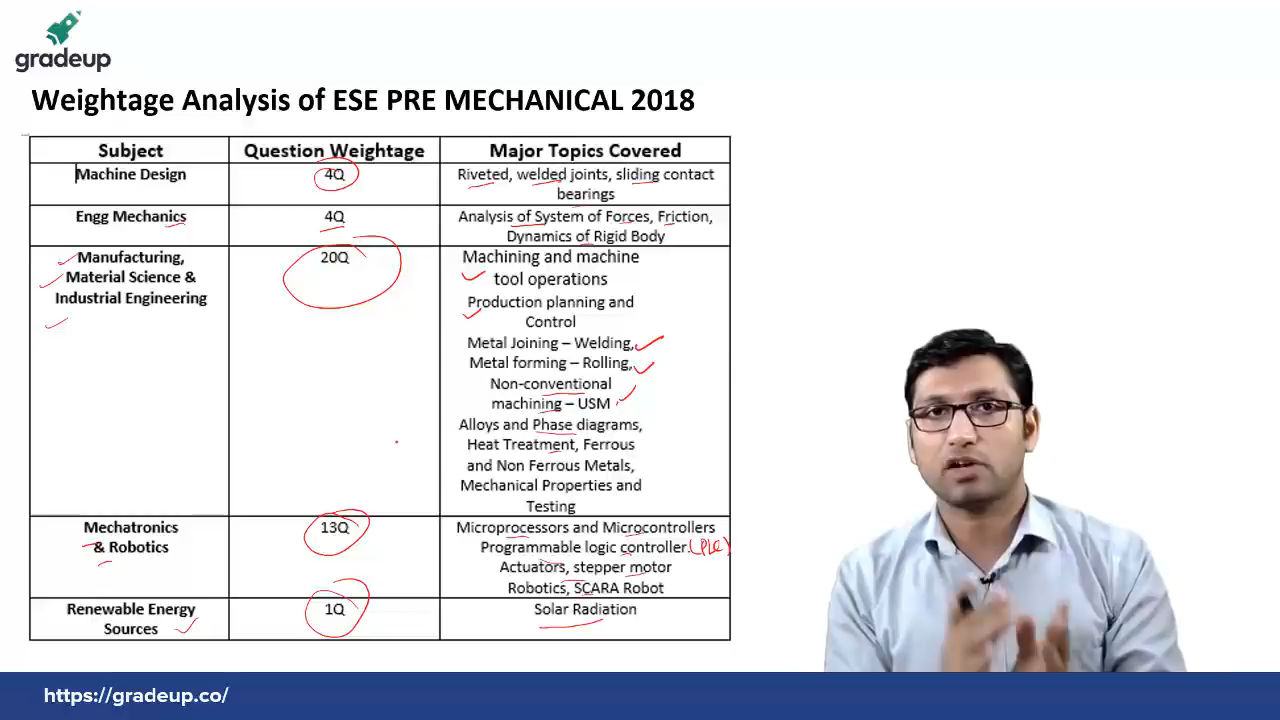 gradeup
Weightage Analysis of ESE PRE MECHANICAL 2018
Subject Question Weightage Major Topics Covered
Machine Design 4Q Riveted, welded joints, sliding contact
bearings
Engg Mechanics 4Q Analysis of System of Forces, Friction,
Dynamics of Rigid Body
Manufacturing,
Material Science &
Industrial Engineering
20Q
Machining and machine
tool operations
Production planning and
Control
Metal Joining – Welding,
Metal forming – Rolling,
Non-conventional
machining – USM
Alloys and Phase diagrams,
Heat Treatment, Ferrous
and Non Ferrous Metals,
Mechanical Properties and
Testing
Mechatronics
& Robotics
13Q
Microprocessors and Microcontrollers
Programmable logic controller. (PLC)
Actuators, stepper motor
Robotics, SCARA Robot
Renewable Energy
Sources
1Q
Solar Radiation
https://gradeup.co/